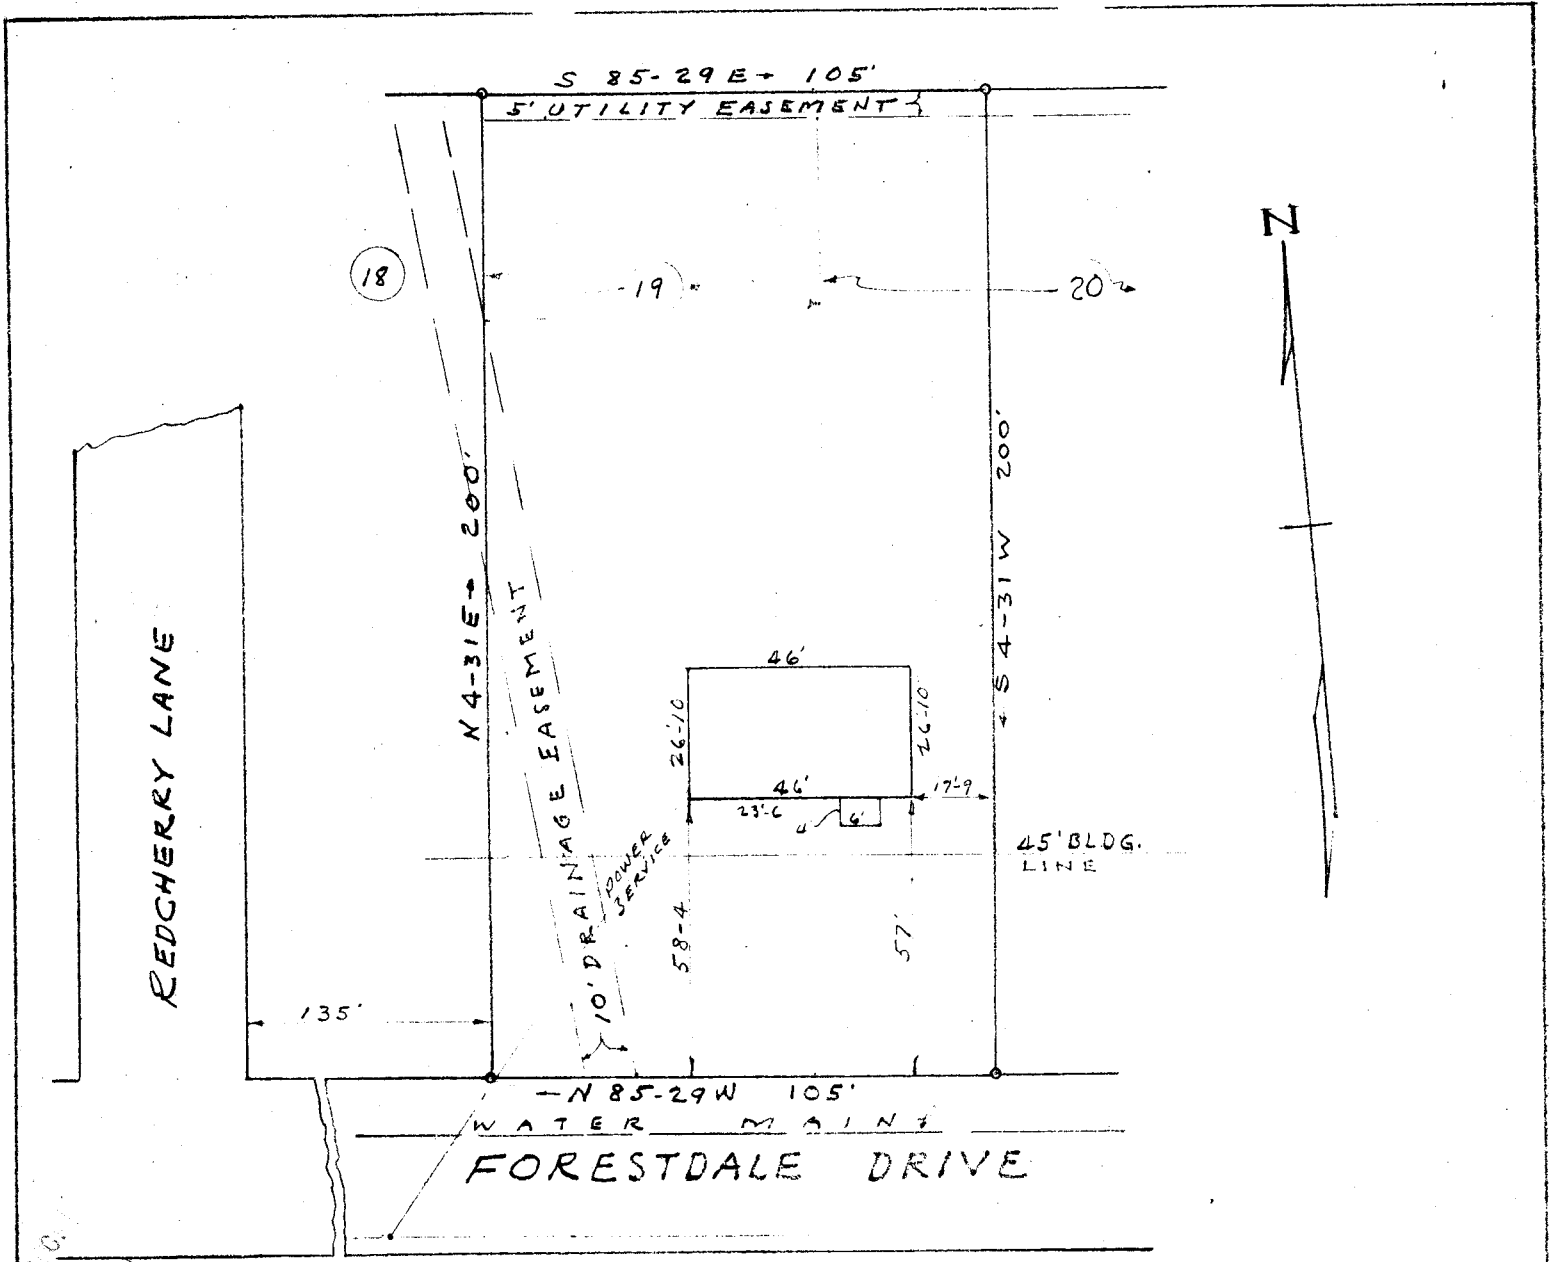 S 85-29 E → 105'
5' UTILITY EASEMENT
N
18
19
20
N 4-31 E → 200'
← S 4-31 W 200'
REDCHERRY LANE
10' DRAINAGE EASEMENT
46'
26'-10
26'-10
46'
17'-9
23'-6
4
6'
POWER
SERVICE
45' BLDG.
LINE
58-4
57'
135'
← N 85-29 W 105'
WATER MAIN
FORESTDALE DRIVE